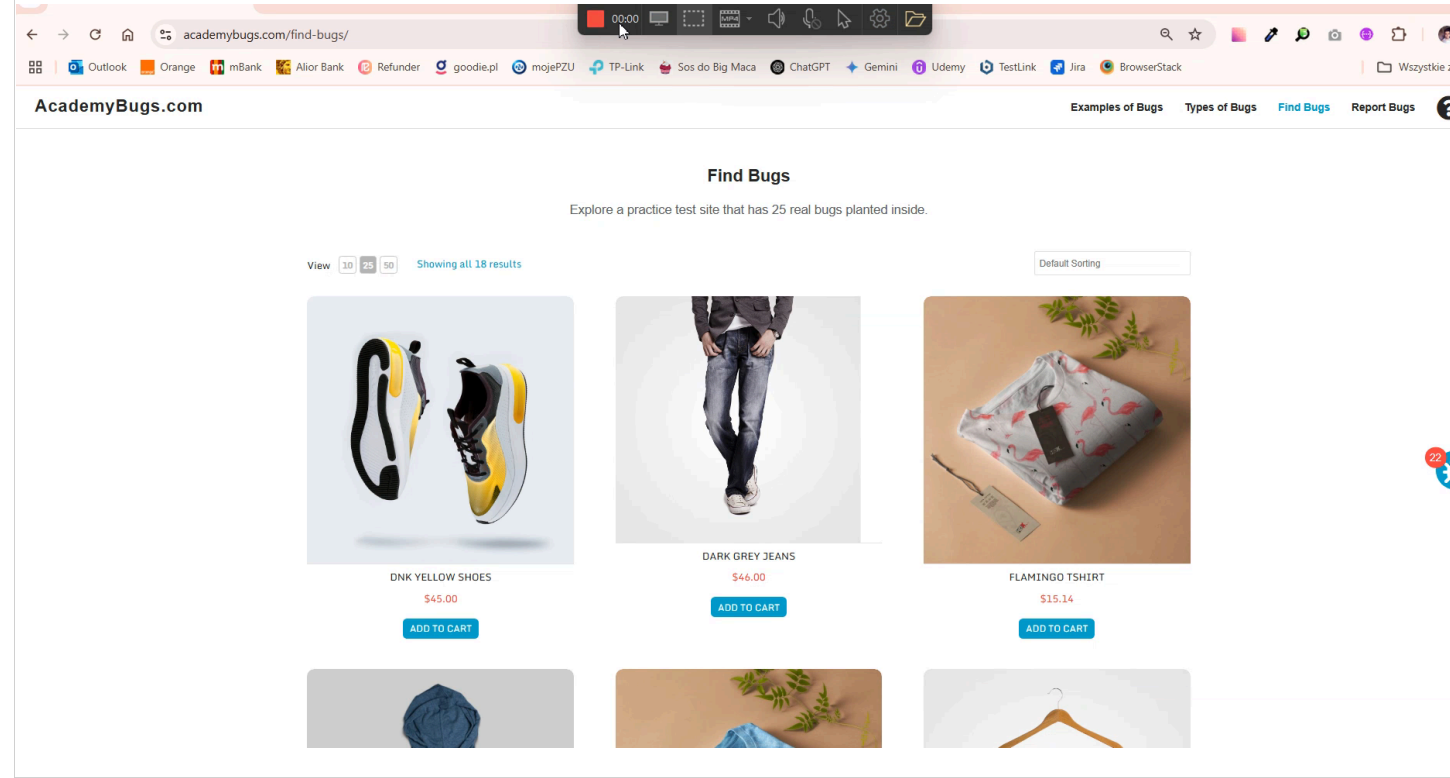 00:00 MP4
academybugs.com/find-bugs/
Outlook Orange mBank Alior Bank Refunder goodie.pl mojePZU TP-Link Sos do Big Maca ChatGPT Gemini Udemy TestLink Jira BrowserStack Wszystkie
AcademyBugs.com Examples of Bugs Types of Bugs Find Bugs Report Bugs ?
Find Bugs
Explore a practice test site that has 25 real bugs planted inside.
View 10 25 50 Showing all 18 results Default Sorting
22
DARK GREY JEANS
$46.00
ADD TO CART
DNK YELLOW SHOES FLAMINGO TSHIRT
$45.00 $15.14
ADD TO CART ADD TO CART